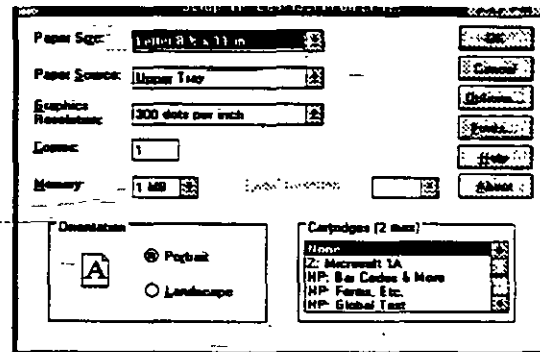 Paper Size: Letter 8 ½ x 11 in
OK
Paper Source: Upper Tray
Cancel
Options...
Graphics
Resolution: 300 dots per inch
Fonts...
Copies: 1
Help
Memory: 1 MB
About
Orientation
Cartridges (2 max)
A
Portrait
Landscape
None
Z: Microsoft 1A
HP: Bar Codes & More
HP: Forms, Etc.
HP: Global Text